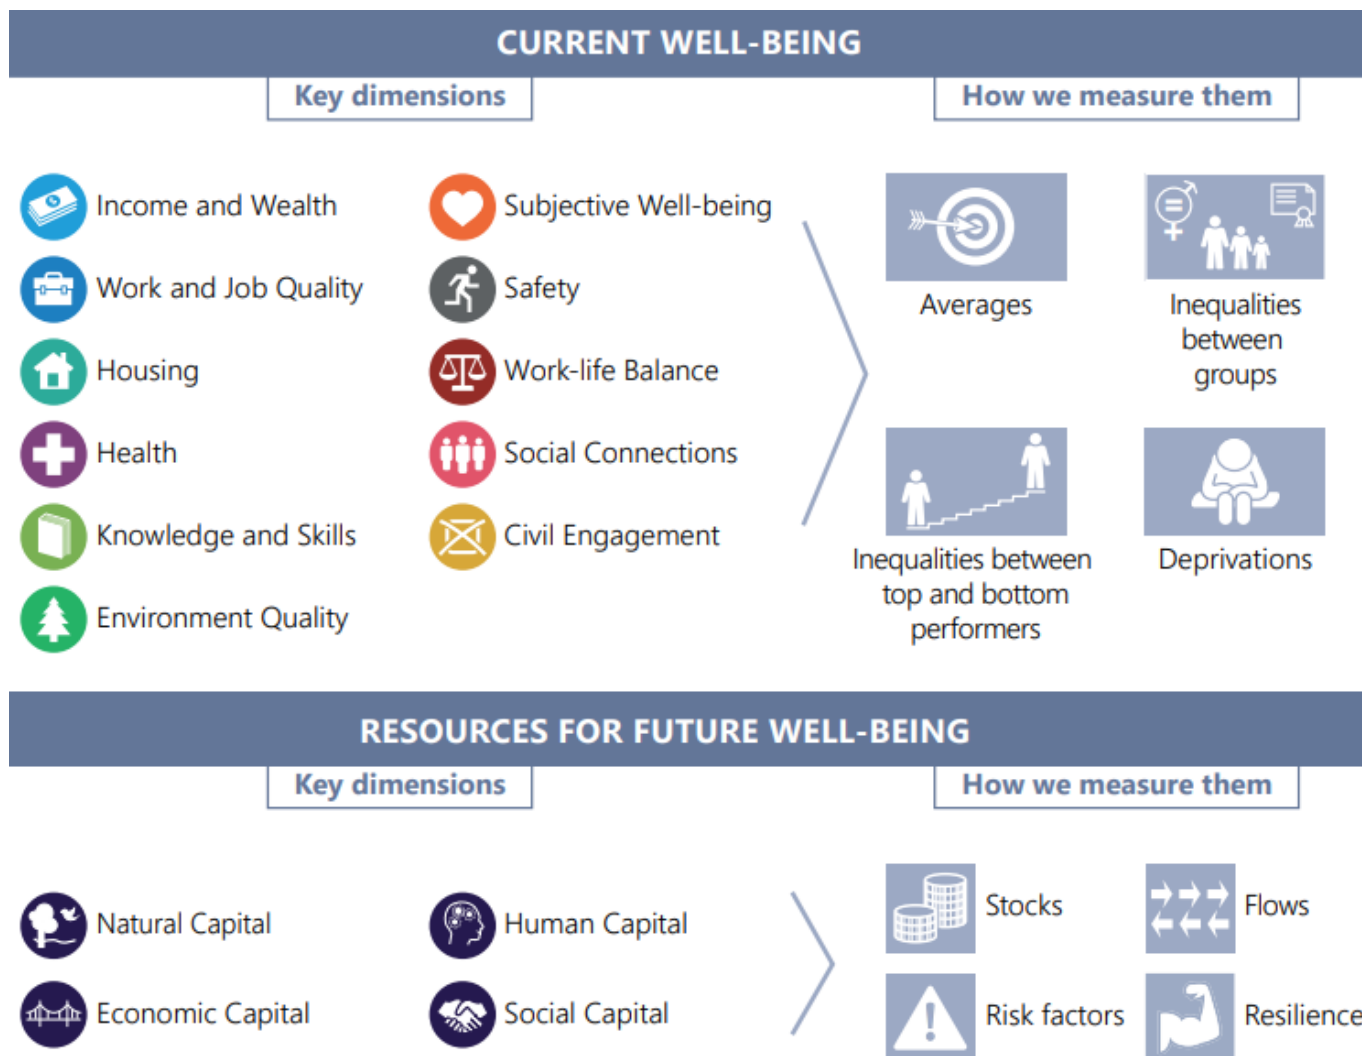 CURRENT WELL-BEING
Key dimensions
How we measure them
Income and Wealth
Work and Job Quality
Housing
Health
Knowledge and Skills
Environment Quality
Subjective Well-being
Safety
Work-life Balance
Social Connections
Civil Engagement
Averages
Inequalities
between
groups
Inequalities between
top and bottom
performers
Deprivations
RESOURCES FOR FUTURE WELL-BEING
Key dimensions
How we measure them
Natural Capital
Economic Capital
Human Capital
Social Capital
Stocks
Flows
Risk factors
Resilience